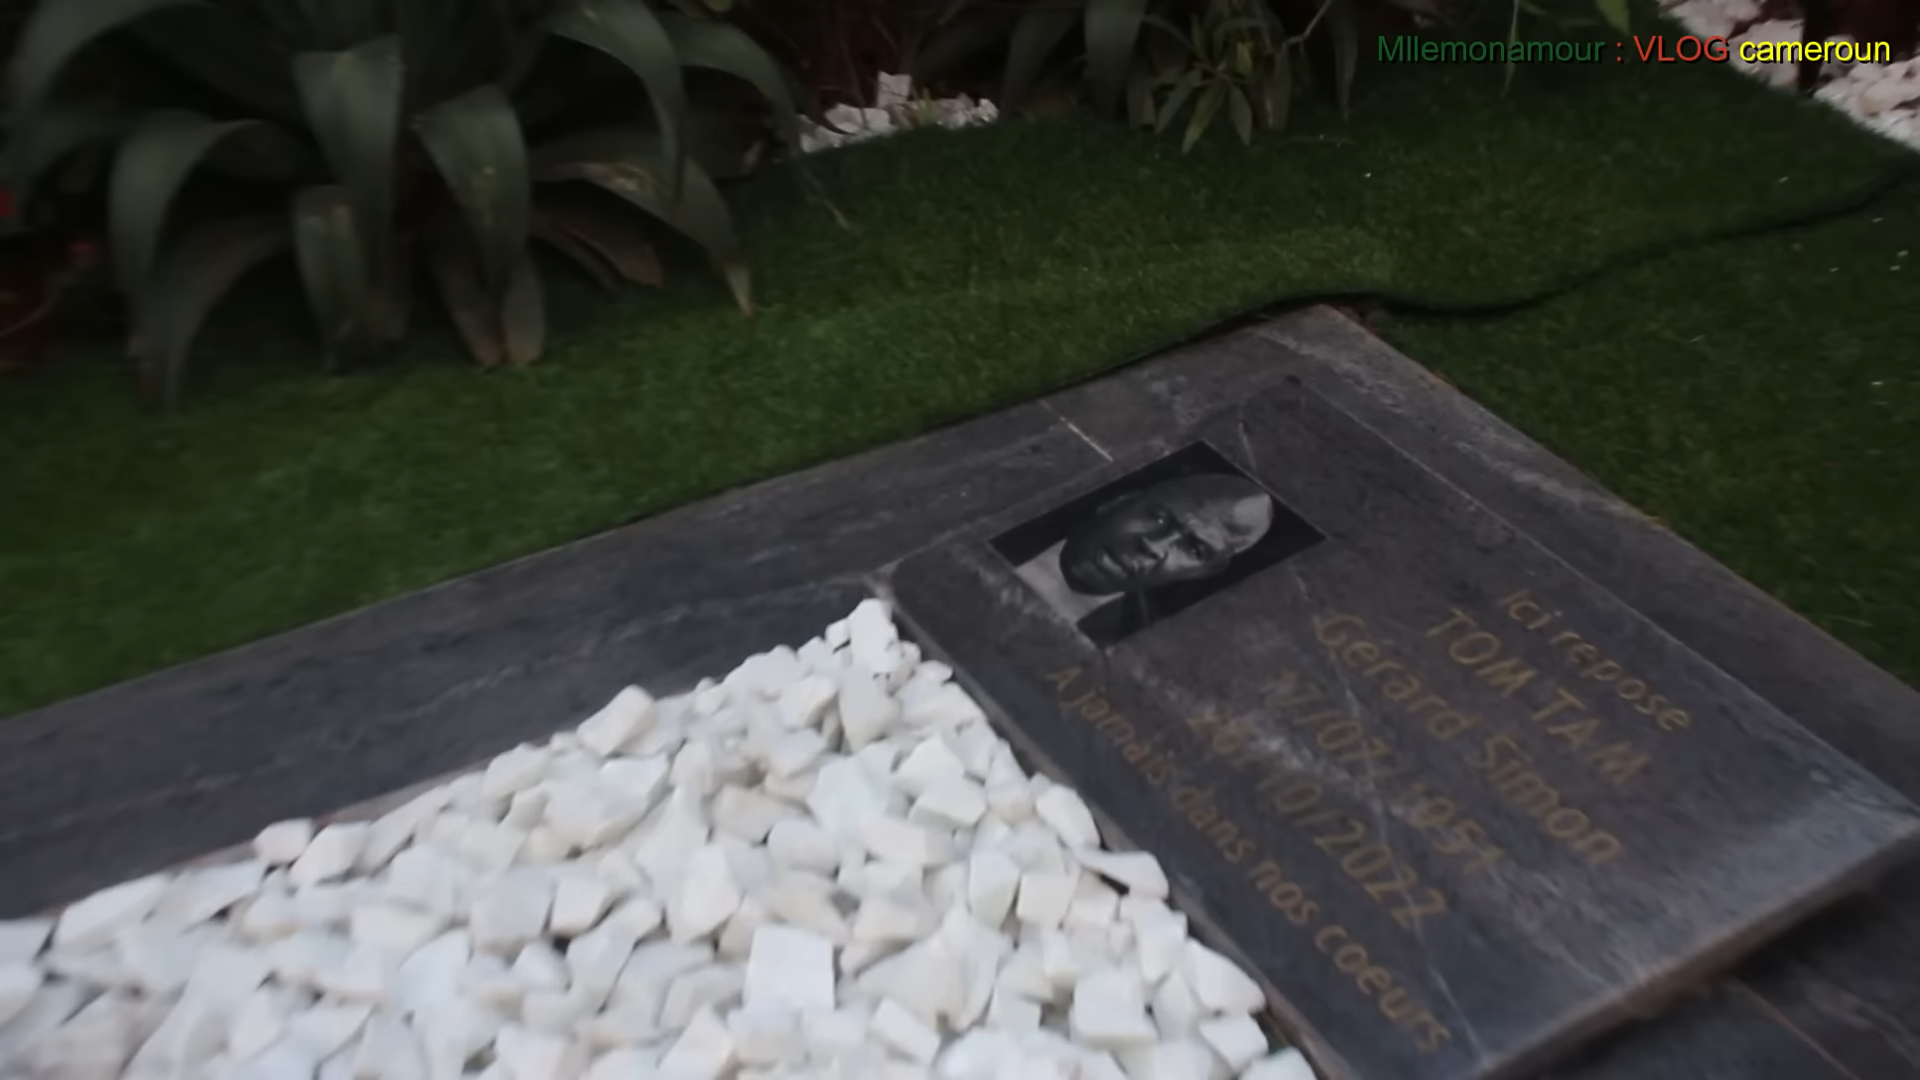 Mllemonamour : VLOG cameroun
Ici repose
TOM TAM
Gérard Simon
17/07/1951
26/10/2022
A jamais dans nos coeurs